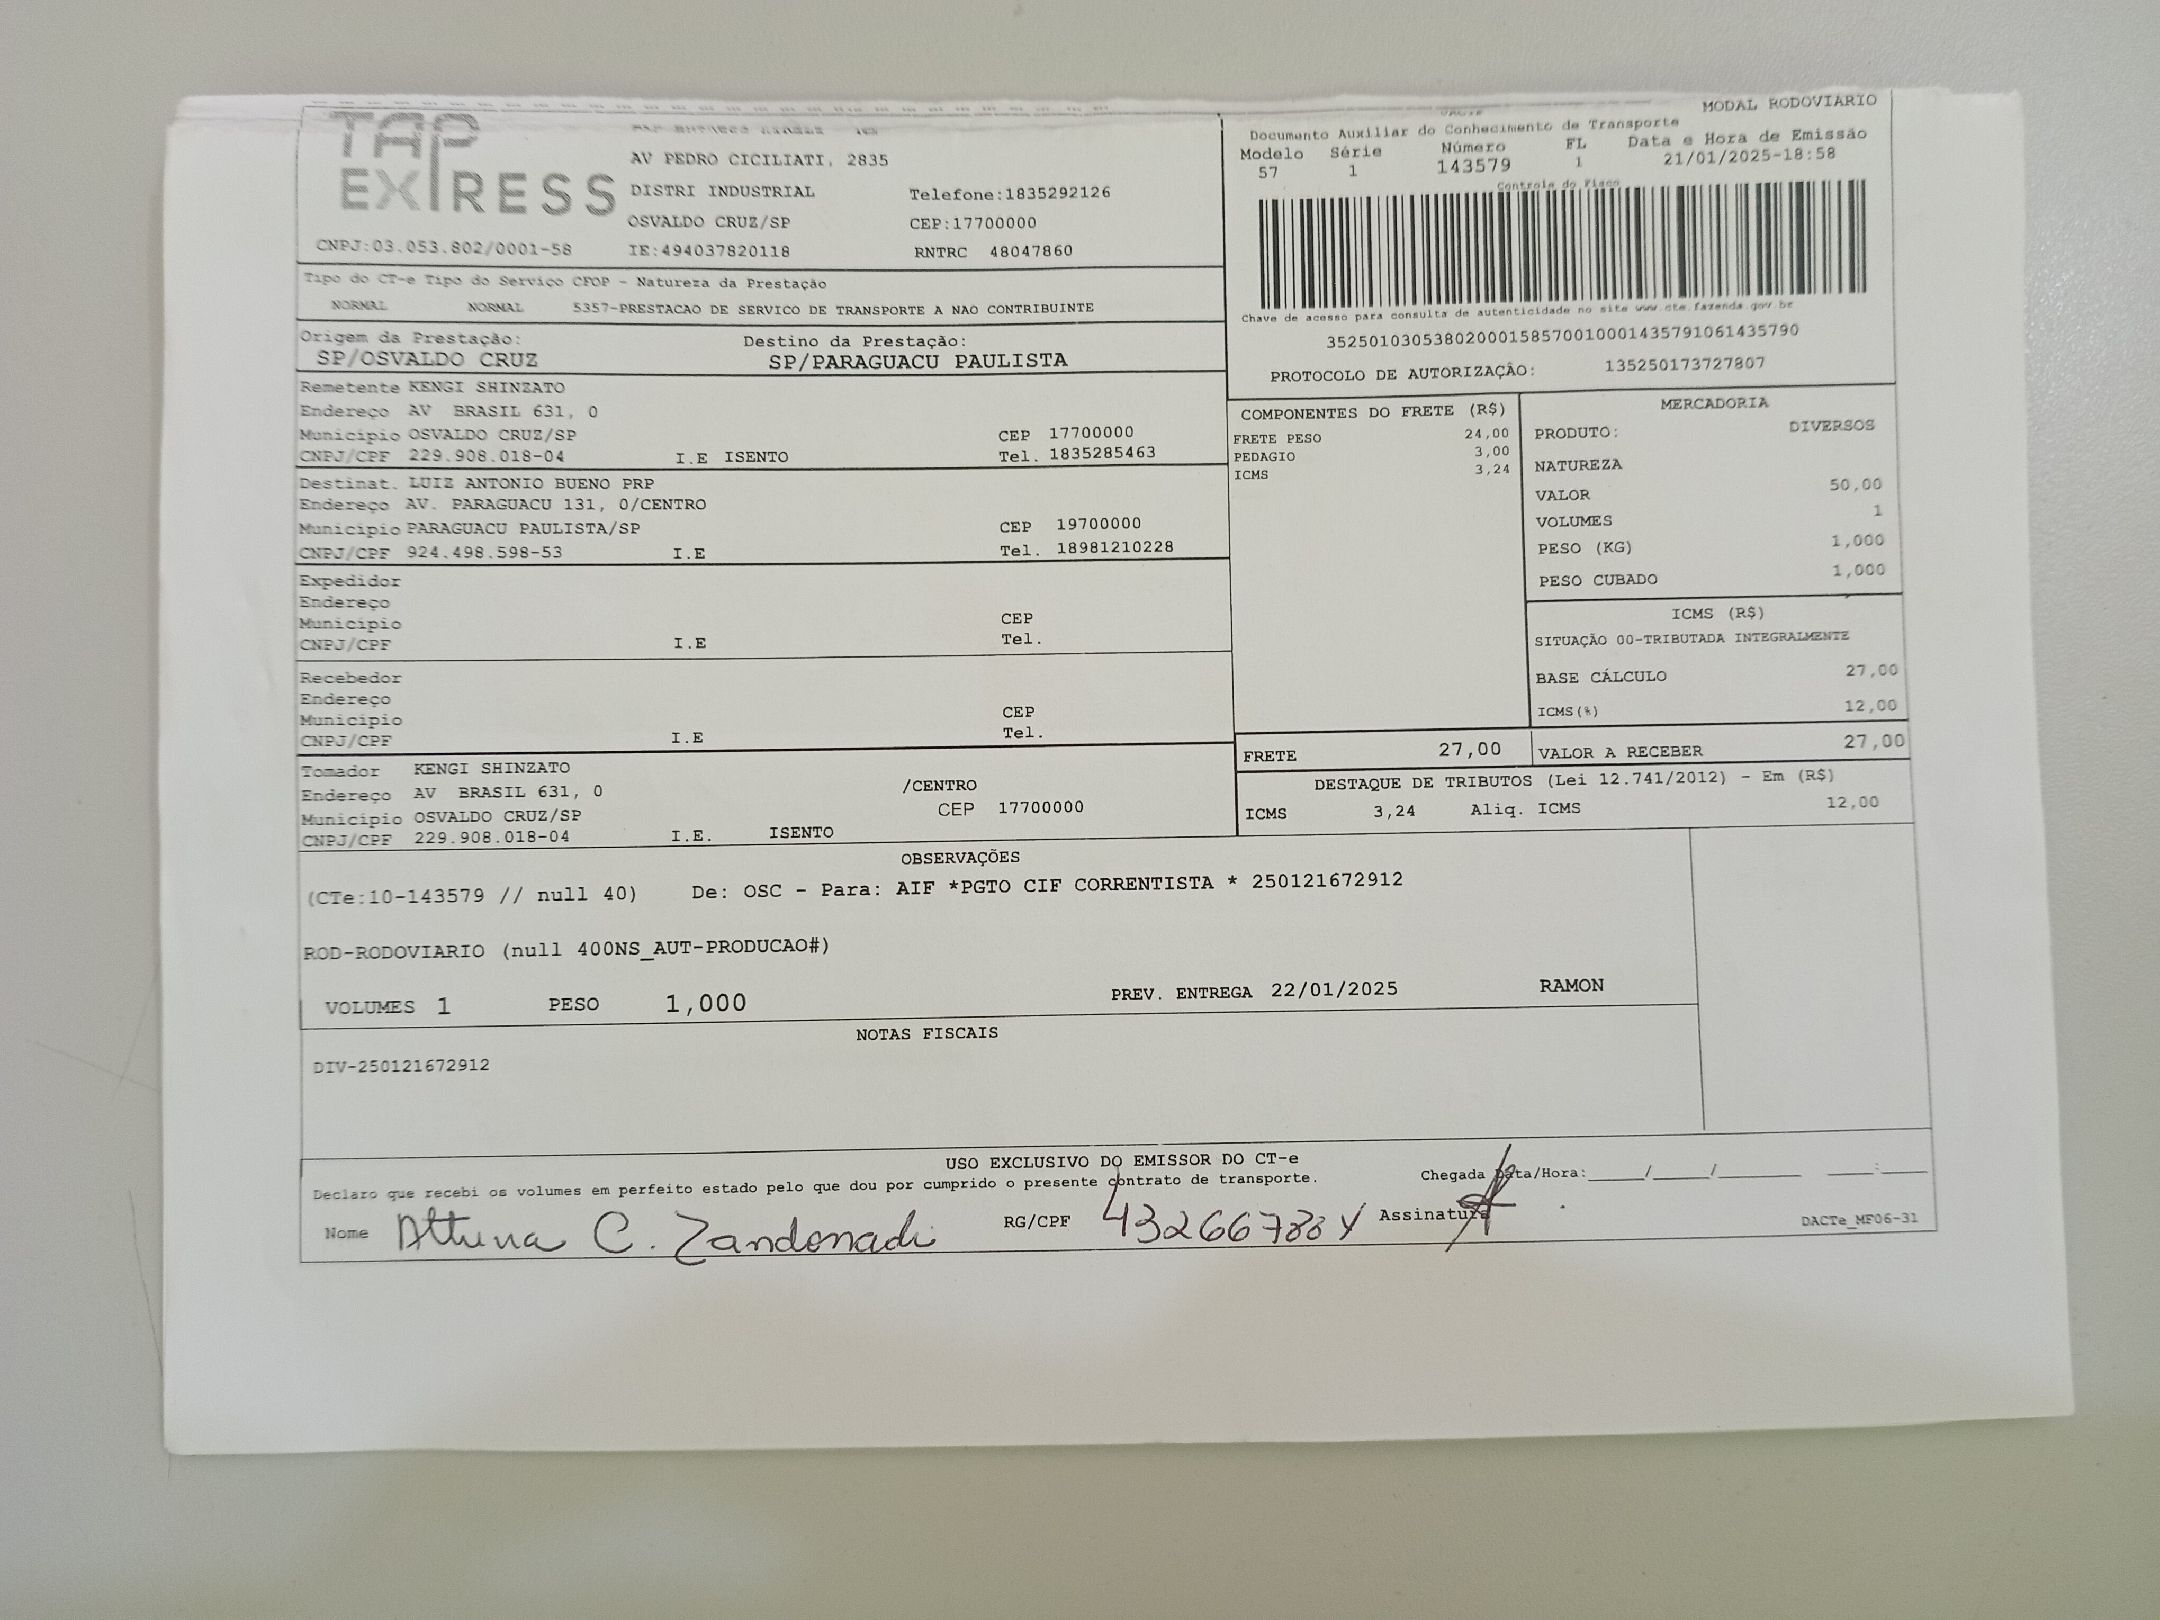 TAP
EXPRESS
AV PEDRO CICILIATI, 2835
DISTRI INDUSTRIAL Telefone:1835292126
OSVALDO CRUZ/SP CEP:17700000
CNPJ:03.053.802/0001-58 IE:494037820118 RNTRC 48047860
MODAL RODOVIARIO
Documento Auxiliar do Conhecimento de Transporte
Modelo Série Número FL Data e Hora de Emissão
57 1 143579 1 21/01/2025-18:58
Controle do Fisco
Chave de acesso para consulta de autenticidade no site www.cte.fazenda.gov.br
35250103053802000158570010001435791061435790
PROTOCOLO DE AUTORIZAÇÃO: 135250173727807
Tipo do CT-e Tipo do Serviço CFOP - Natureza da Prestação
NORMAL NORMAL 5357-PRESTACAO DE SERVICO DE TRANSPORTE A NAO CONTRIBUINTE
Origem da Prestação: Destino da Prestação:
SP/OSVALDO CRUZ SP/PARAGUACU PAULISTA
Remetente KENGI SHINZATO
Endereço AV BRASIL 631, 0
Municipio OSVALDO CRUZ/SP CEP 17700000
CNPJ/CPF 229.908.018-04 I.E ISENTO Tel. 1835285463
Destinat. LUIZ ANTONIO BUENO PRP
Endereço AV. PARAGUACU 131, 0/CENTRO
Municipio PARAGUACU PAULISTA/SP CEP 19700000
CNPJ/CPF 924.498.598-53 I.E Tel. 18981210228
Expedidor
Endereço
Municipio CEP
CNPJ/CPF I.E Tel.
Recebedor
Endereço
Municipio CEP
CNPJ/CPF I.E Tel.
Tomador KENGI SHINZATO
Endereço AV BRASIL 631, 0 /CENTRO
Municipio OSVALDO CRUZ/SP CEP 17700000
CNPJ/CPF 229.908.018-04 I.E. ISENTO
COMPONENTES DO FRETE (R$)
FRETE PESO 24,00
PEDAGIO 3,00
ICMS 3,24
MERCADORIA
PRODUTO: DIVERSOS
NATUREZA
VALOR 50,00
VOLUMES 1
PESO (KG) 1,000
PESO CUBADO 1,000
ICMS (R$)
SITUAÇÃO 00-TRIBUTADA INTEGRALMENTE
BASE CÁLCULO 27,00
ICMS(%) 12,00
FRETE 27,00 VALOR A RECEBER 27,00
DESTAQUE DE TRIBUTOS (Lei 12.741/2012) - Em (R$)
ICMS 3,24 Aliq. ICMS 12,00
OBSERVAÇÕES
(CTe:10-143579 // null 40) De: OSC - Para: AIF *PGTO CIF CORRENTISTA * 250121672912
ROD-RODOVIARIO (null 400NS_AUT-PRODUCAO#)
VOLUMES 1 PESO 1,000 PREV. ENTREGA 22/01/2025 RAMON
NOTAS FISCAIS
DIV-250121672912
USO EXCLUSIVO DO EMISSOR DO CT-e
Declaro que recebi os volumes em perfeito estado pelo que dou por cumprido o presente contrato de transporte. Chegada Data/Hora:____/____/______ ____:____
Nome C. Zandonadi RG/CPF Assinatura
DACTe_MF06-31